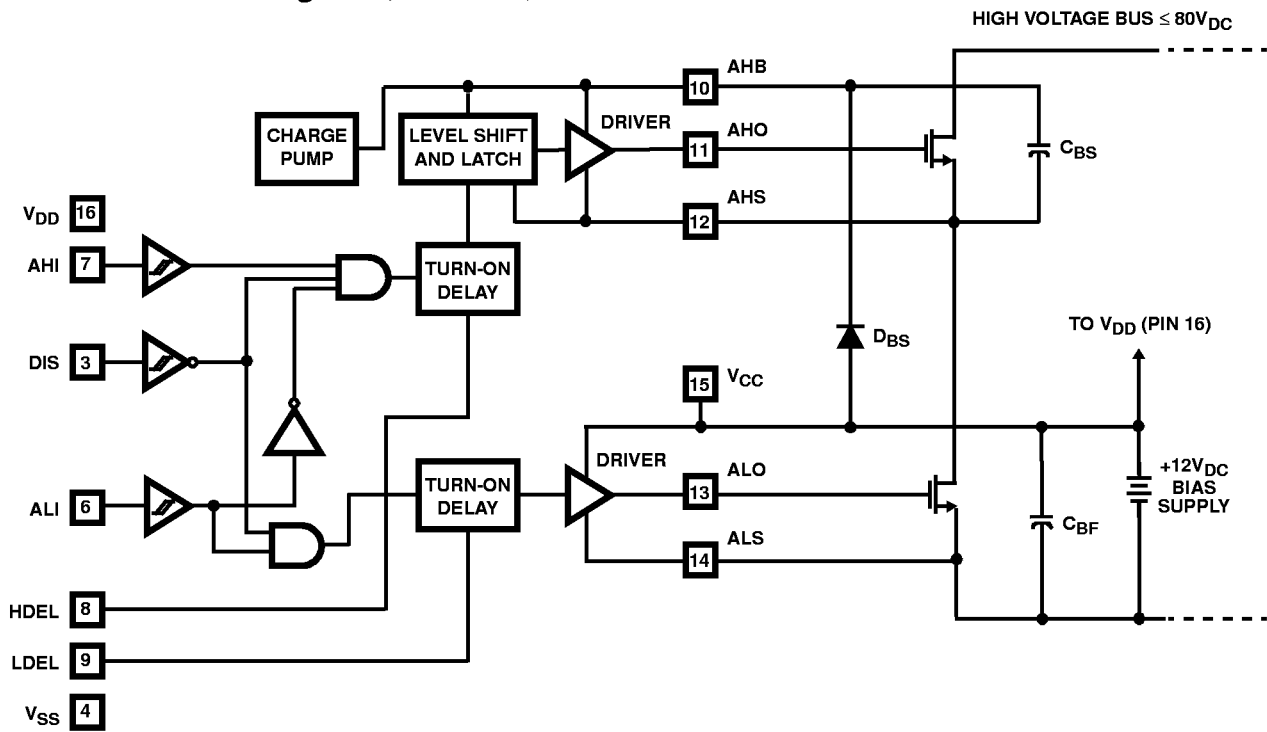 HIGH VOLTAGE BUS ≤ 80VDC
AHB
10
CHARGE
PUMP
LEVEL SHIFT
AND LATCH
DRIVER
AHO
11
CBS
AHS
12
VDD 16
AHI 7
TURN-ON
DELAY
DIS 3
DBS
TO VDD (PIN 16)
15 VCC
ALI 6
TURN-ON
DELAY
DRIVER
ALO
13
ALS
14
CBF
+12VDC
BIAS
SUPPLY
HDEL 8
LDEL 9
VSS 4